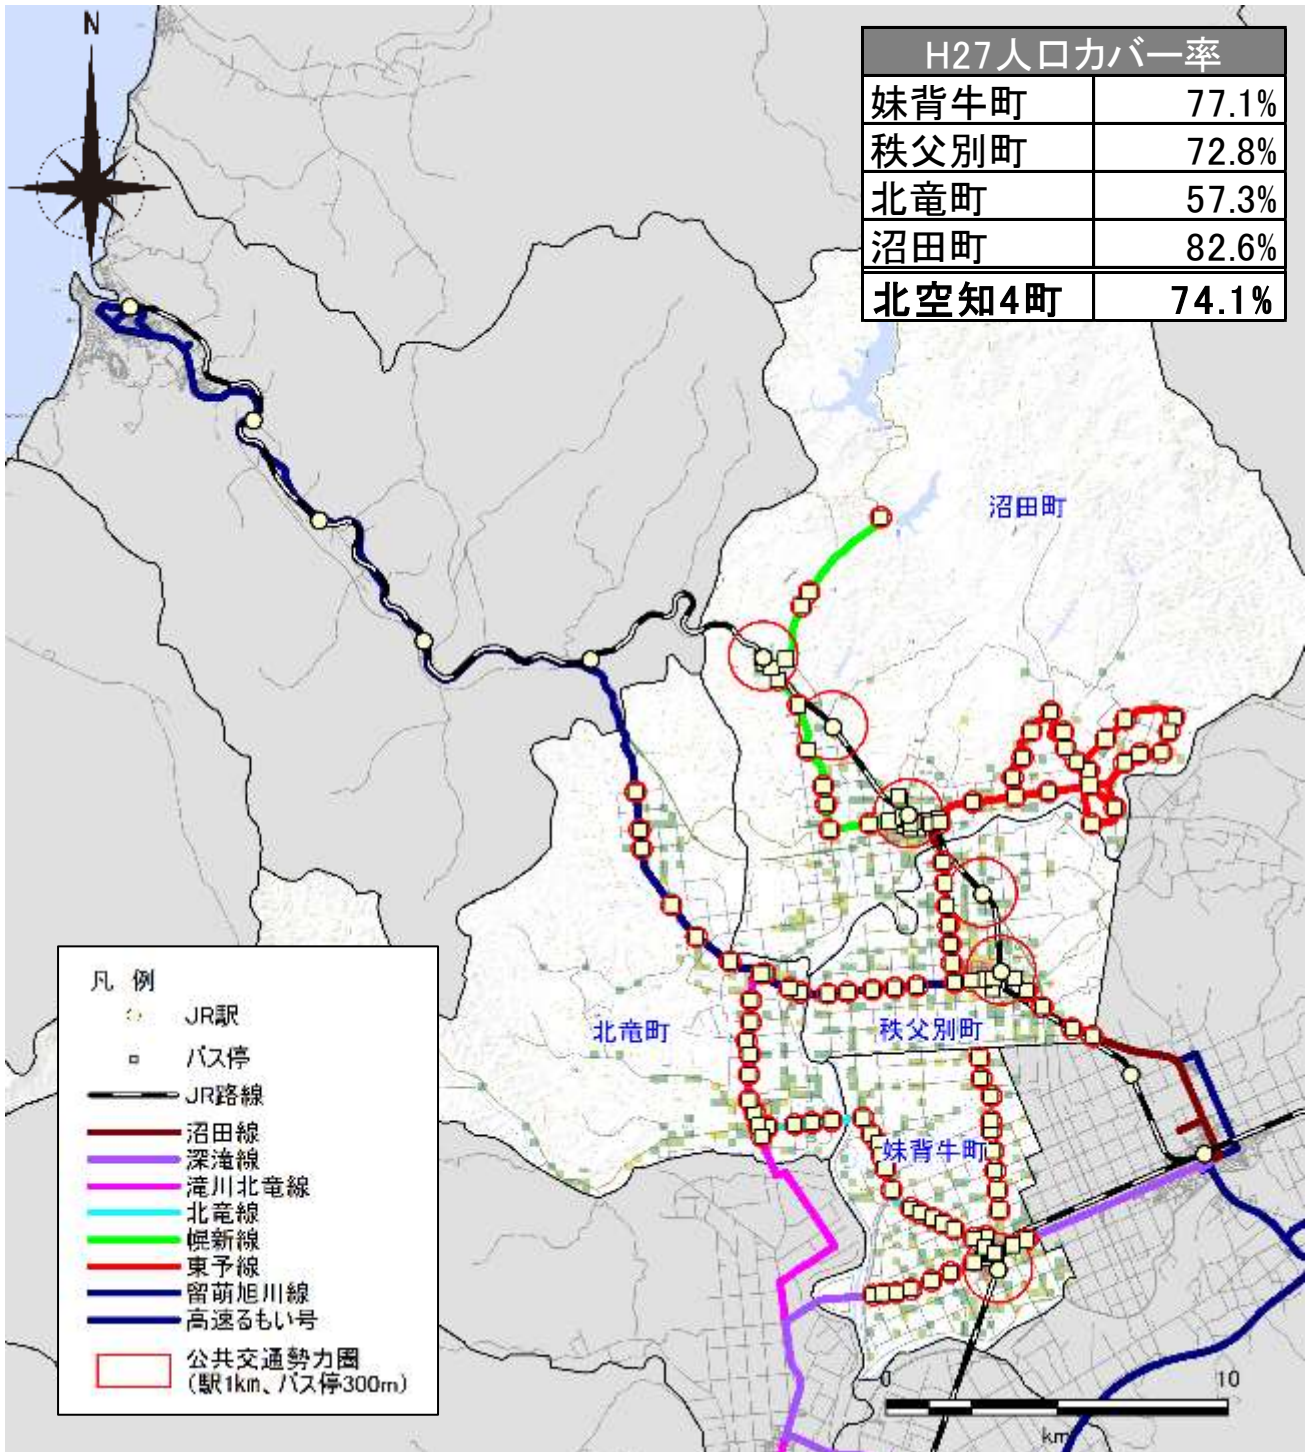 N
H27人口カバー率
妹背牛町 77.1%
秩父別町 72.8%
北竜町 57.3%
沼田町 82.6%
北空知4町 74.1%
沼田町
北竜町
秩父別町
妹背牛町
凡 例
JR駅
バス停
JR路線
沼田線
深滝線
滝川北竜線
北竜線
幌新線
東予線
留萌旭川線
高速るもい号
公共交通勢力圏
(駅1km、バス停300m)
0 10
km